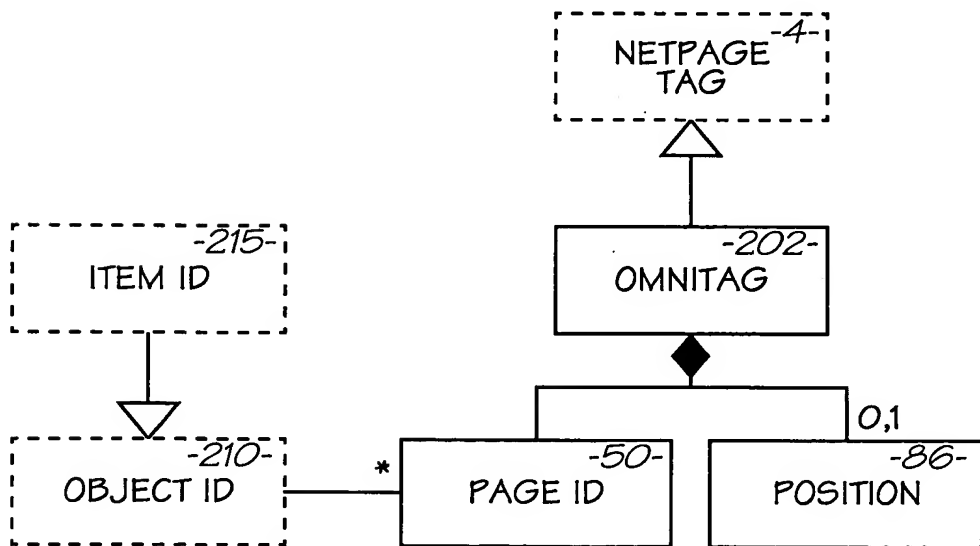 -4-
NETPAGE
TAG
-215-
ITEM ID
-202-
OMNITAG
0,1
-210-
OBJECT ID
*
-50-
PAGE ID
-86-
POSITION